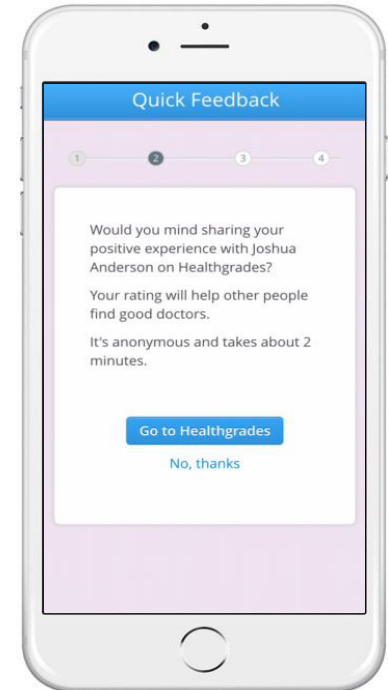 Quick Feedback
1 2 3 4
Would you mind sharing your
positive experience with Joshua
Anderson on Healthgrades?
Your rating will help other people
find good doctors.
It's anonymous and takes about 2
minutes.
Go to Healthgrades
No, thanks